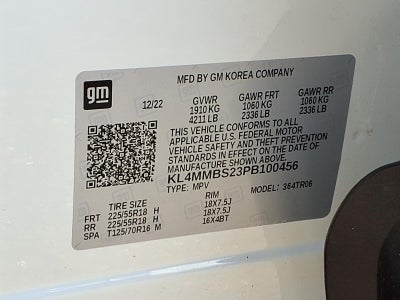 gm
MFD BY GM KOREA COMPANY
12/22 GVWR GAWR FRT GAWR RR
1910 KG 1060 KG 1060 KG
4211 LB 2336 LB 2336 LB
THIS VEHICLE CONFORMS TO ALL
APPLICABLE U.S. FEDERAL MOTOR
VEHICLE SAFETY AND THEFT PREVENTION
STANDARDS IN EFFECT ON THE DATE OF
MANUFACTURE SHOWN ABOVE.
KL4MMBS23PB100456
TYPE: MPV MODEL: 364TR06
TIRE SIZE RIM
FRT 225/55R18 H 18X7.5J
RR 225/55R18 H 18X7.5J
SPA T125/70R16 M 16X4BT